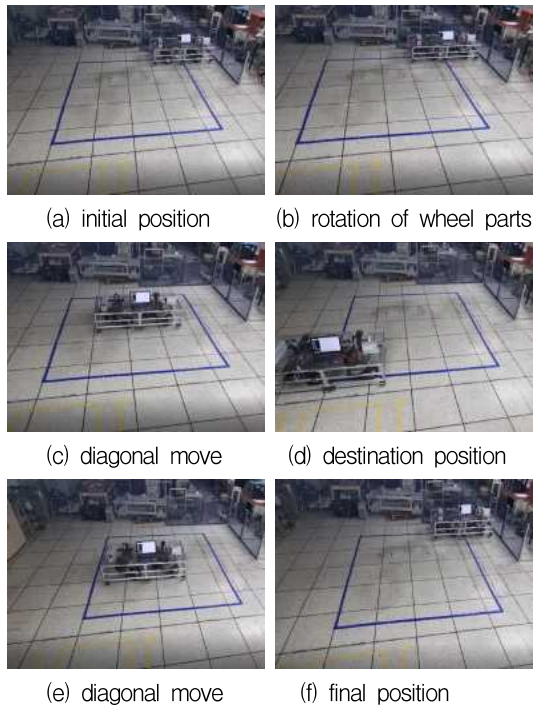 (a) initial position
(b) rotation of wheel parts
(c) diagonal move
(d) destination position
(e) diagonal move
(f) final position